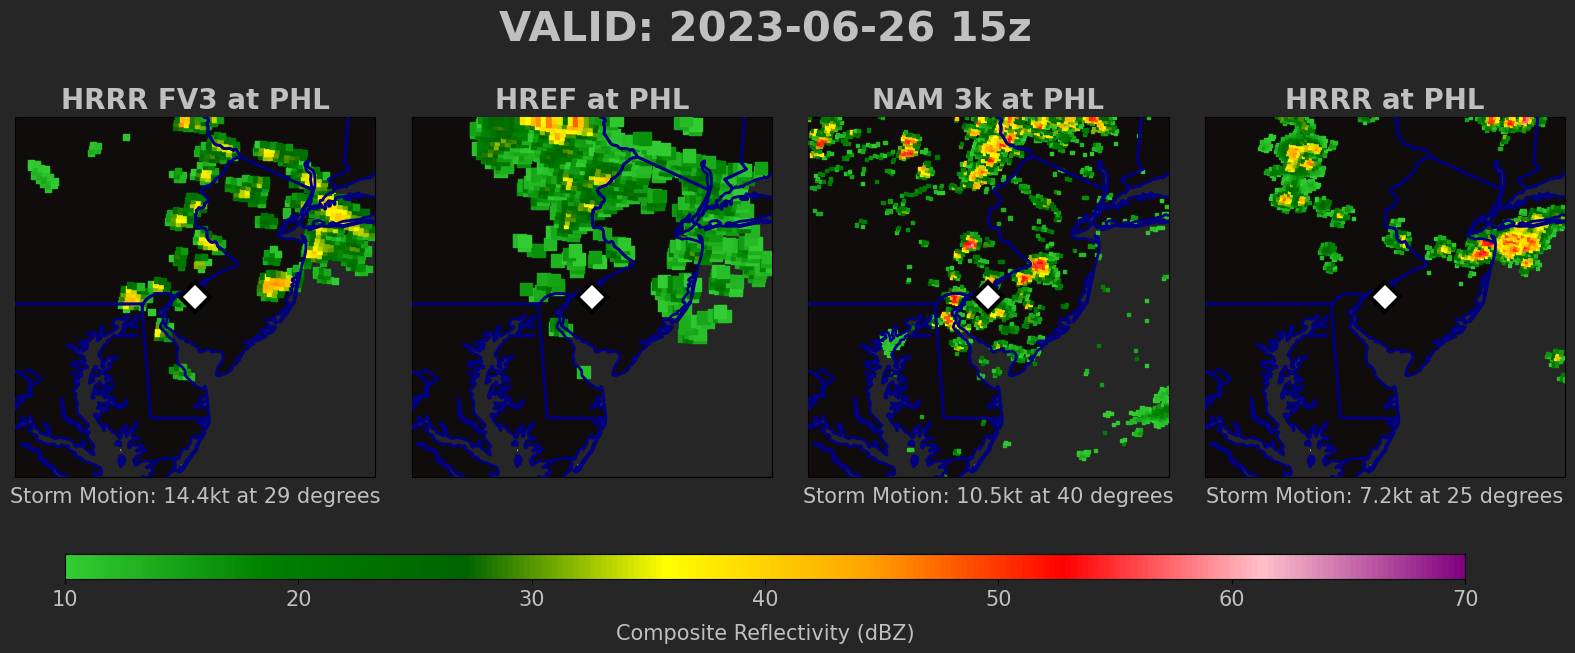 VALID: 2023-06-26 15z
HRRR FV3 at PHL
HREF at PHL
NAM 3k at PHL
HRRR at PHL
Storm Motion: 14.4kt at 29 degrees
Storm Motion: 10.5kt at 40 degrees
Storm Motion: 7.2kt at 25 degrees
10 20 30 40 50 60 70
Composite Reflectivity (dBZ)